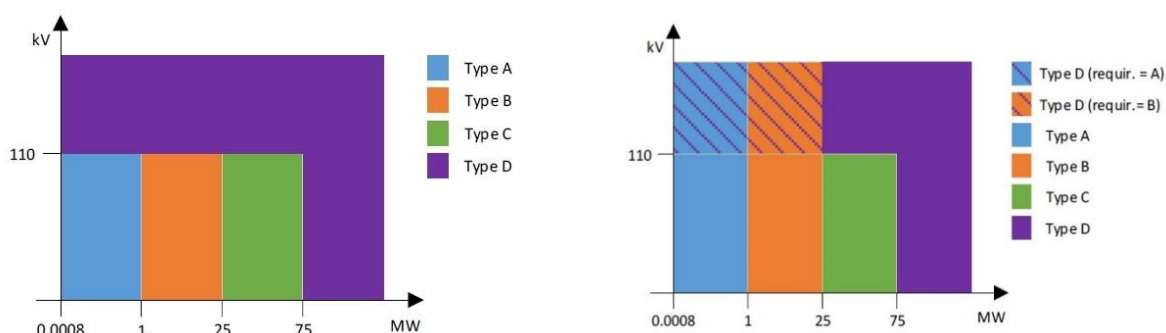 kV
Type A
Type B
Type C
Type D
110
0.0008 1 25 75 MW
kV
Type D (requir. = A)
Type D (requir.= B)
Type A
Type B
Type C
Type D
110
0.0008 1 25 75 MW